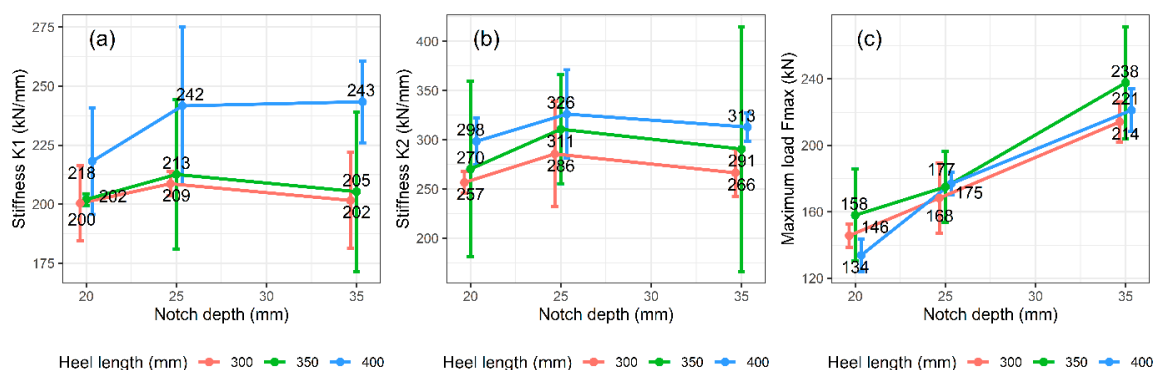 (a)
Stiffness K1 (kN/mm)
250
225
200
175
218
200
202
242
213
209
243
205
202
20 25 30 35
Notch depth (mm)
Heel length (mm) 300 350 400
(b)
Stiffness K2 (kN/mm)
400
350
300
250
200
298
270
257
326
311
286
313
291
266
20 25 30 35
Notch depth (mm)
Heel length (mm) 300 350 400
(c)
Maximum load Fmax (kN)
240
200
160
120
158
146
134
177
175
168
238
221
214
20 25 30 35
Notch depth (mm)
Heel length (mm) 300 350 400